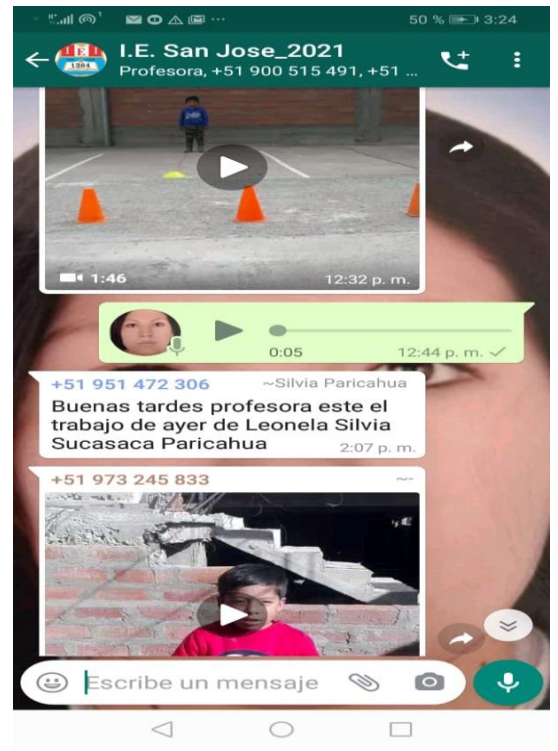 50 % 3:24
I.E. San Jose_2021
Profesora, +51 900 515 491, +51 ...
1:46 12:32 p. m.
0:05 12:44 p. m.
+51 951 472 306 ~Silvia Paricahua
Buenas tardes profesora este el
trabajo de ayer de Leonela Silvia
Sucasaca Paricahua 2:07 p. m.
+51 973 245 833 ~-
Escribe un mensaje